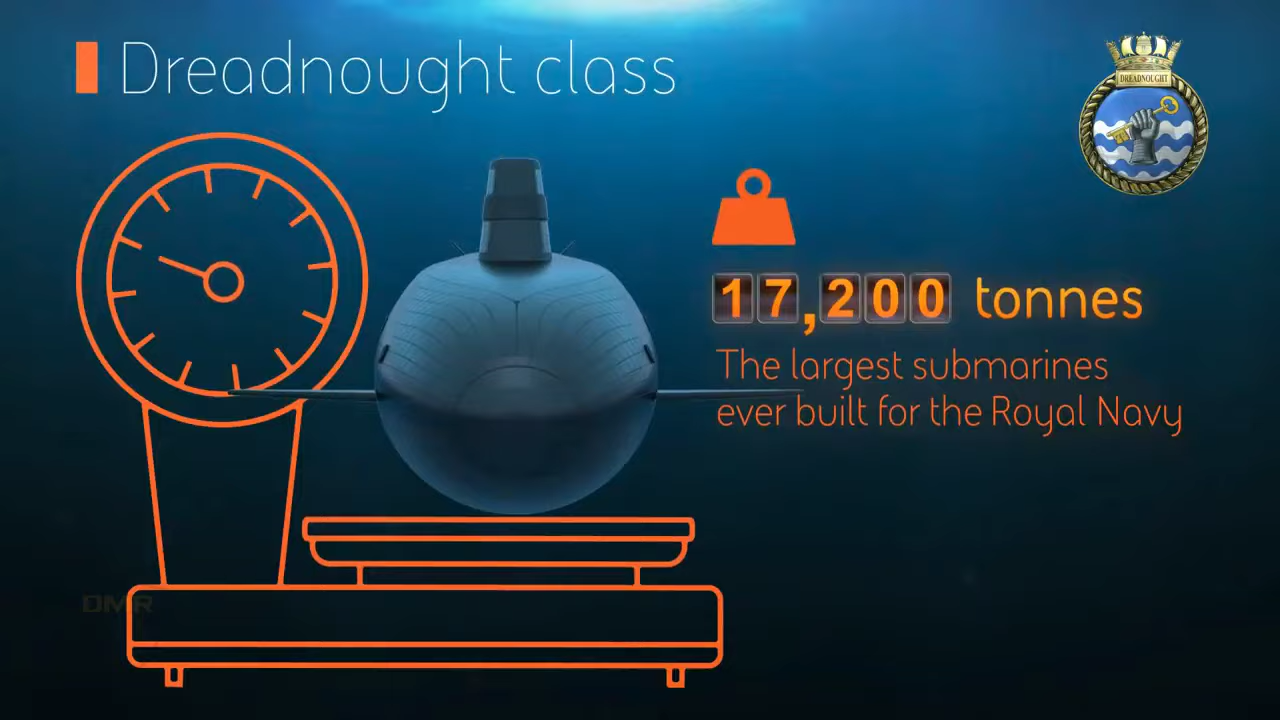 Dreadnought class
DREADNOUGHT
17,200 tonnes
The largest submarines
ever built for the Royal Navy
DMR